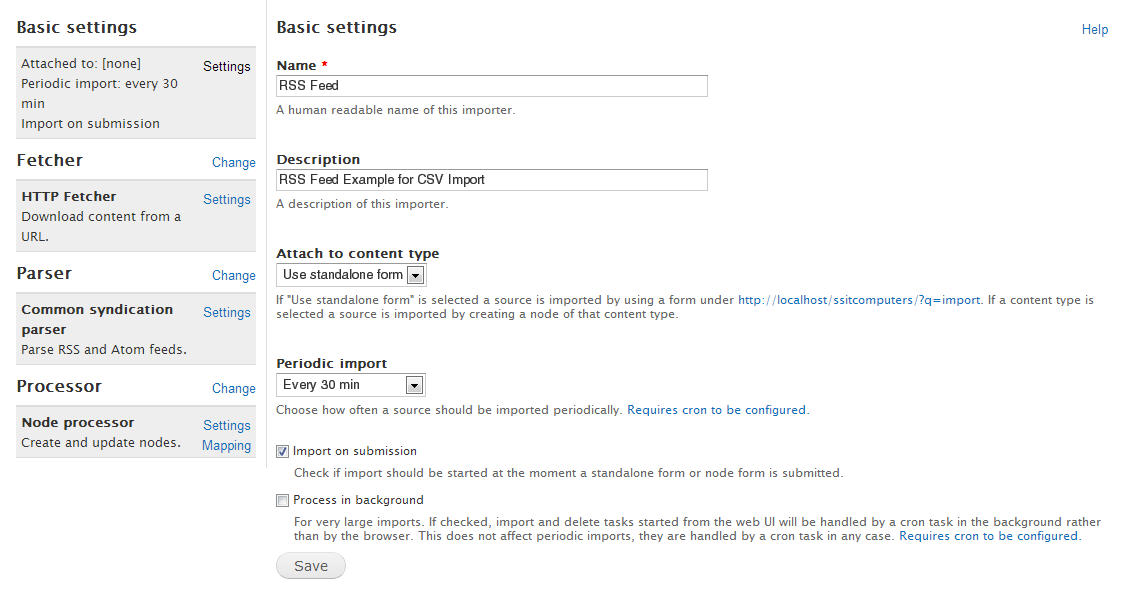 Basic settings
Attached to: [none]
Settings
Periodic import: every 30
min
Import on submission
Fetcher
Change
HTTP Fetcher
Settings
Download content from a
URL.
Parser
Change
Common syndication
parser
Settings
Parse RSS and Atom feeds.
Processor
Change
Node processor
Settings
Create and update nodes.
Mapping
Basic settings
Help
Name *
RSS Feed
A human readable name of this importer.
Description
RSS Feed Example for CSV Import
A description of this importer.
Attach to content type
Use standalone form
If "Use standalone form" is selected a source is imported by using a form under http://localhost/ssitcomputers/?q=import. If a content type is
selected a source is imported by creating a node of that content type.
Periodic import
Every 30 min
Choose how often a source should be imported periodically. Requires cron to be configured.
Import on submission
Check if import should be started at the moment a standalone form or node form is submitted.
Process in background
For very large imports. If checked, import and delete tasks started from the web UI will be handled by a cron task in the background rather
than by the browser. This does not affect periodic imports, they are handled by a cron task in any case. Requires cron to be configured.
Save